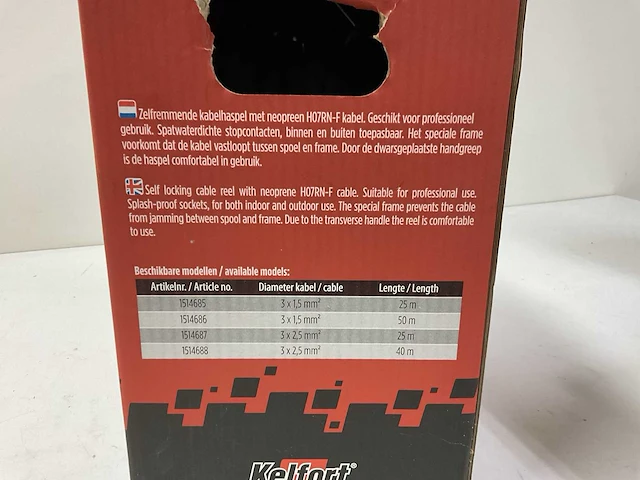 Zelfremmende kabelhaspel met neopreen H07RN-F kabel. Geschikt voor professioneel
gebruik. Spatwaterdichte stopcontacten, binnen en buiten toepasbaar. Het speciale frame
voorkomt dat de kabel vastloopt tussen spoel en frame. Door de dwarsgeplaatste handgreep
is de haspel comfortabel in gebruik.
Self locking cable reel with neoprene H07RN-F cable. Suitable for professional use.
Splash-proof sockets, for both indoor and outdoor use. The special frame prevents the cable
from jamming between spool and frame. Due to the transverse handle the reel is comfortable
to use.
Beschikbare modellen / available models:
Artikelnr. / Article no. Diameter kabel / cable Lengte / Length
1514685 3 x 1,5 mm² 25 m
1514686 3 x 1,5 mm² 50 m
1514687 3 x 2,5 mm² 25 m
1514688 3 x 2,5 mm² 40 m
Kelfort®